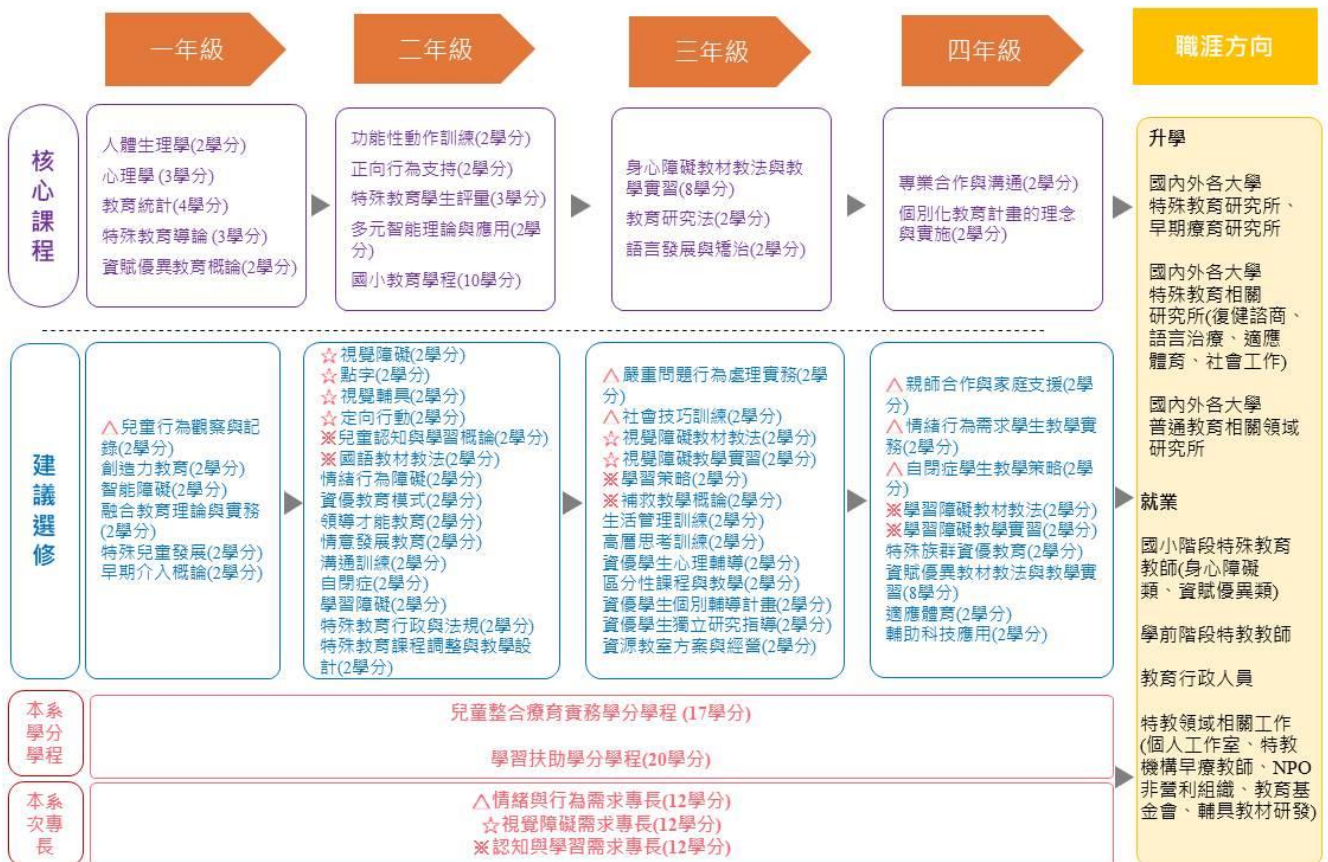 一年級
二年級
三年級
四年級
職涯方向
核
心
課
程
人體生理學(2學分)
心理學 (3學分)
教育統計(4學分)
特殊教育導論 (3學分)
資賦優異教育概論(2學分)
功能性動作訓練(2學分)
正向行為支持(2學分)
特殊教育學生評量(3學分)
多元智能理論與應用(2學
分)
國小教育學程(10學分)
身心障礙教材教法與教
學實習(8學分)
教育研究法(2學分)
語言發展與矯治(2學分)
專業合作與溝通(2學分)
個別化教育計畫的理念
與實施(2學分)
建
議
選
修
△兒童行為觀察與記
錄(2學分)
創造力教育(2學分)
智能障礙(2學分)
融合教育理論與實務
(2學分)
特殊兒童發展(2學分)
早期介入概論(2學分)
☆視覺障礙(2學分)
☆點字(2學分)
☆視覺輔具(2學分)
☆定向行動(2學分)
※兒童認知與學習概論(2學分)
※國語教材教法(2學分)
情緒行為障礙(2學分)
資優教育模式(2學分)
領導才能教育(2學分)
情意發展教育(2學分)
溝通訓練(2學分)
自閉症(2學分)
學習障礙(2學分)
特殊教育行政與法規(2學分)
特殊教育課程調整與教學設
計(2學分)
△嚴重問題行為處理實務(2學
分)
△社會技巧訓練(2學分)
☆視覺障礙教材教法(2學分)
☆視覺障礙教學實習(2學分)
※學習策略(2學分)
※補救教學概論(2學分)
生活管理訓練(2學分)
高層思考訓練(2學分)
資優學生心理輔導(2學分)
區分性課程與教學(2學分)
資優學生個別輔導計畫(2學分)
資優學生獨立研究指導(2學分)
資源教室方案與經營(2學分)
△親師合作與家庭支援(2學
分)
△情緒行為需求學生教學實
務(2學分)
△自閉症學生教學策略(2學
分)
※學習障礙教材教法(2學分)
※學習障礙教學實習(2學分)
特殊族群資優教育(2學分)
資賦優異教材教法與教學實
習(8學分)
適應體育(2學分)
輔助科技應用(2學分)
本系
學分
學程
兒童整合療育實務學分學程 (17學分)
學習扶助學分學程(20學分)
本系
次專
長
△情緒與行為需求專長(12學分)
☆視覺障礙需求專長(12學分)
※認知與學習需求專長(12學分)
升學
國內外各大學
特殊教育研究所、
早期療育研究所
國內外各大學
特殊教育相關
研究所(復健諮商、
語言治療、適應
體育、社會工作)
國內外各大學
普通教育相關領域
研究所
就業
國小階段特殊教育
教師(身心障礙
類、資賦優異類)
學前階段特教教師
教育行政人員
特教領域相關工作
(個人工作室、特教
機構早療教師、NPO
非營利組織、教育基
金會、輔具教材研發)